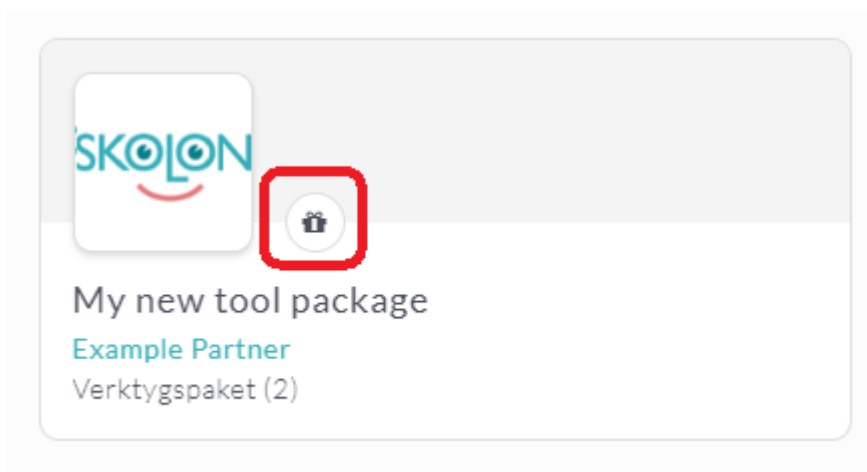 SKOLON
My new tool package
Example Partner
Verktygspaket (2)